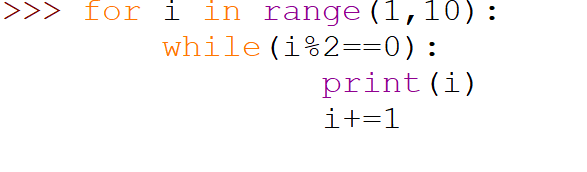 >>> for i in range(1,10):
        while(i%2==0):
                print(i)
                i+=1